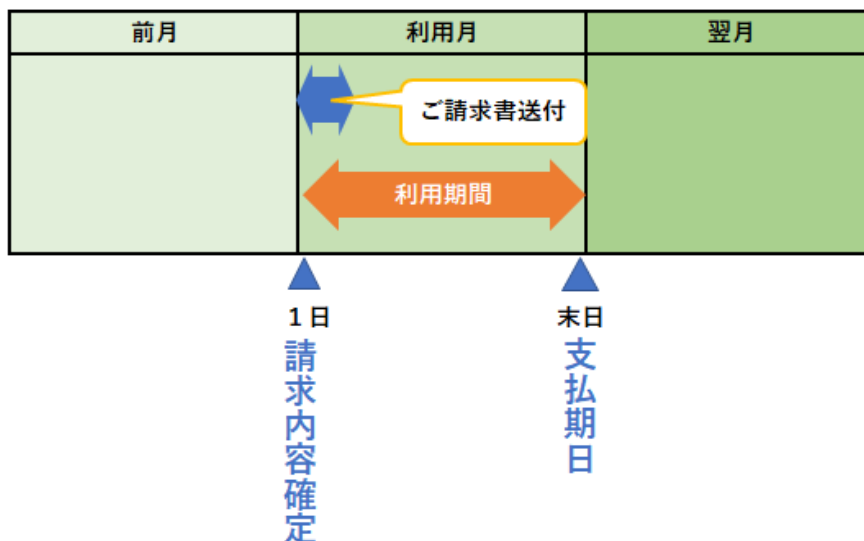 前月
利用月
翌月
ご請求書送付
利用期間
1日
末日
請求内容確定
支払期日